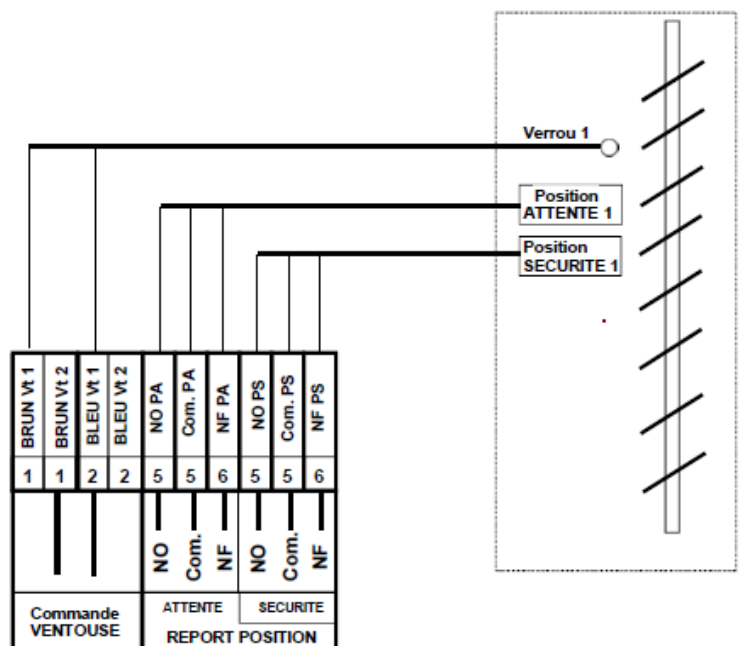 Verrou 1
Position
ATTENTE 1
Position
SECURITE 1
BRUN Vt 1
BRUN Vt 2
BLEU Vt 1
BLEU Vt 2
NO PA
Com. PA
NF PA
NO PS
Com. PS
NF PS
1 1 2 2 5 5 6 5 5 6
NO
Com.
NF
NO
Com.
NF
Commande
VENTOUSE
ATTENTE
SECURITE
REPORT POSITION